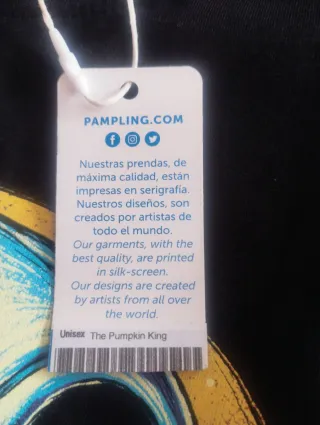 PAMPLING.COM
Nuestras prendas, de
máxima calidad, están
impresas en serigrafía.
Nuestros diseños, son
creados por artistas de
todo el mundo.
Our garments, with the
best quality, are printed
in silk-screen.
Our designs are created
by artists from all over
the world.
Unisex The Pumpkin King